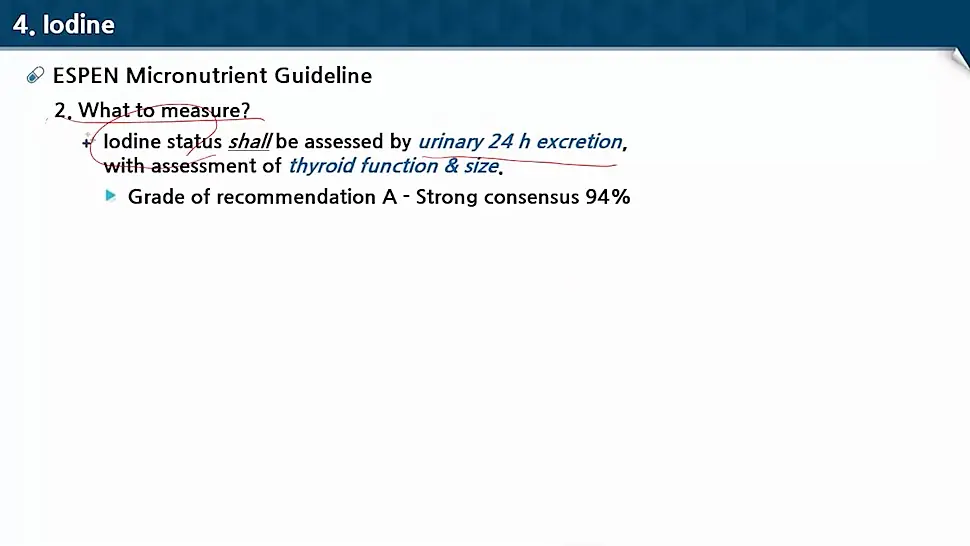 4. Iodine
ESPEN Micronutrient Guideline
2. What to measure?
Iodine status shall be assessed by urinary 24 h excretion,
with assessment of thyroid function & size.
Grade of recommendation A - Strong consensus 94%